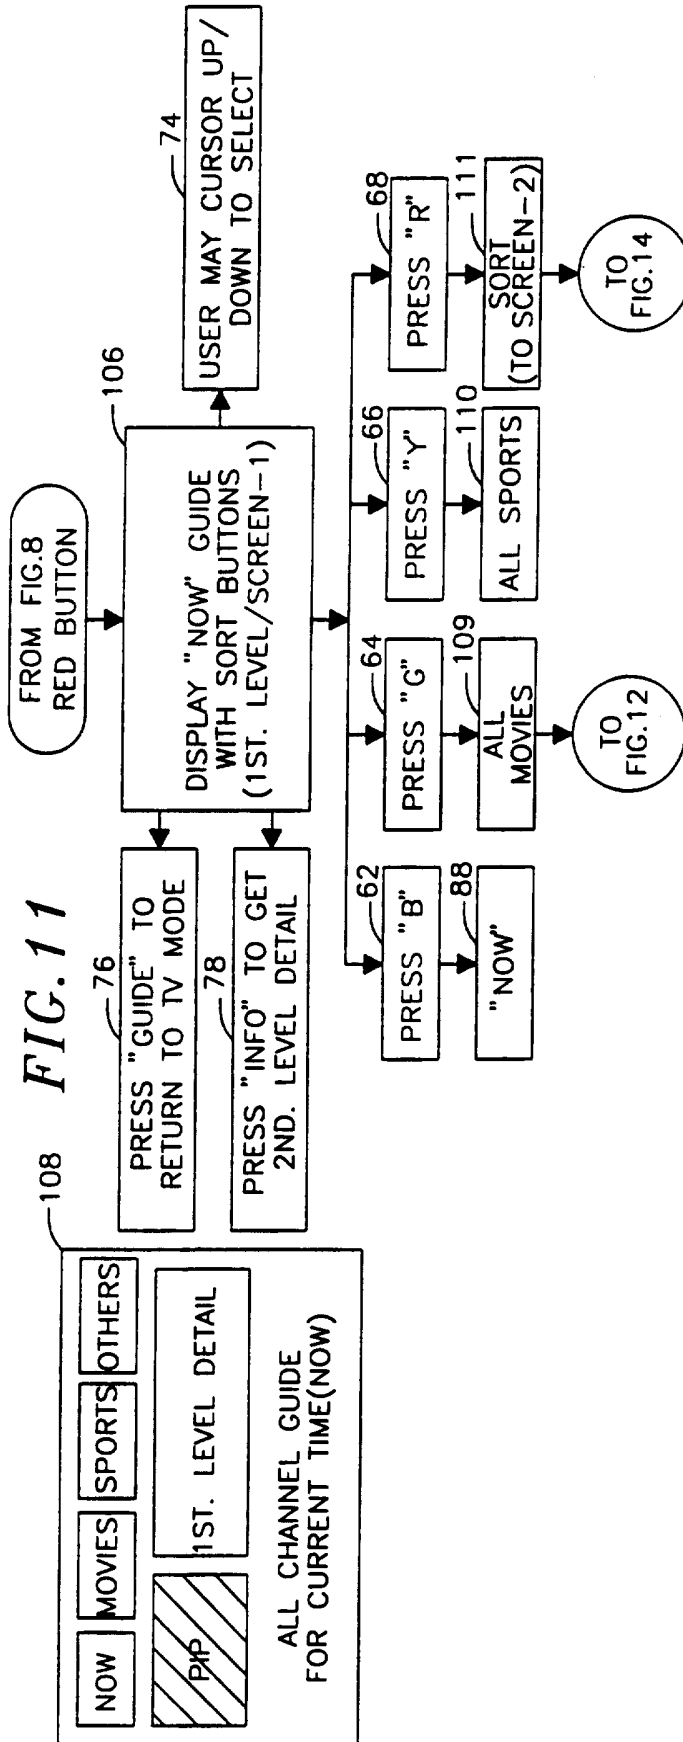 FIG.11
108
NOW
MOVIES
SPORTS
OTHERS
PIP
1ST. LEVEL DETAIL
ALL CHANNEL GUIDE
FOR CURRENT TIME(NOW)
FROM FIG.8
RED BUTTON
106
DISPLAY "NOW" GUIDE
WITH SORT BUTTONS
(1ST. LEVEL/SCREEN-1)
76
PRESS "GUIDE" TO
RETURN TO TV MODE
78
PRESS "INFO" TO GET
2ND. LEVEL DETAIL
74
USER MAY CURSOR UP/
DOWN TO SELECT
62
PRESS "B"
88
"NOW"
64
PRESS "G"
109
ALL
MOVIES
TO
FIG.12
66
PRESS "Y"
110
ALL SPORTS
68
PRESS "R"
111
SORT
(TO SCREEN-2)
TO
FIG.14